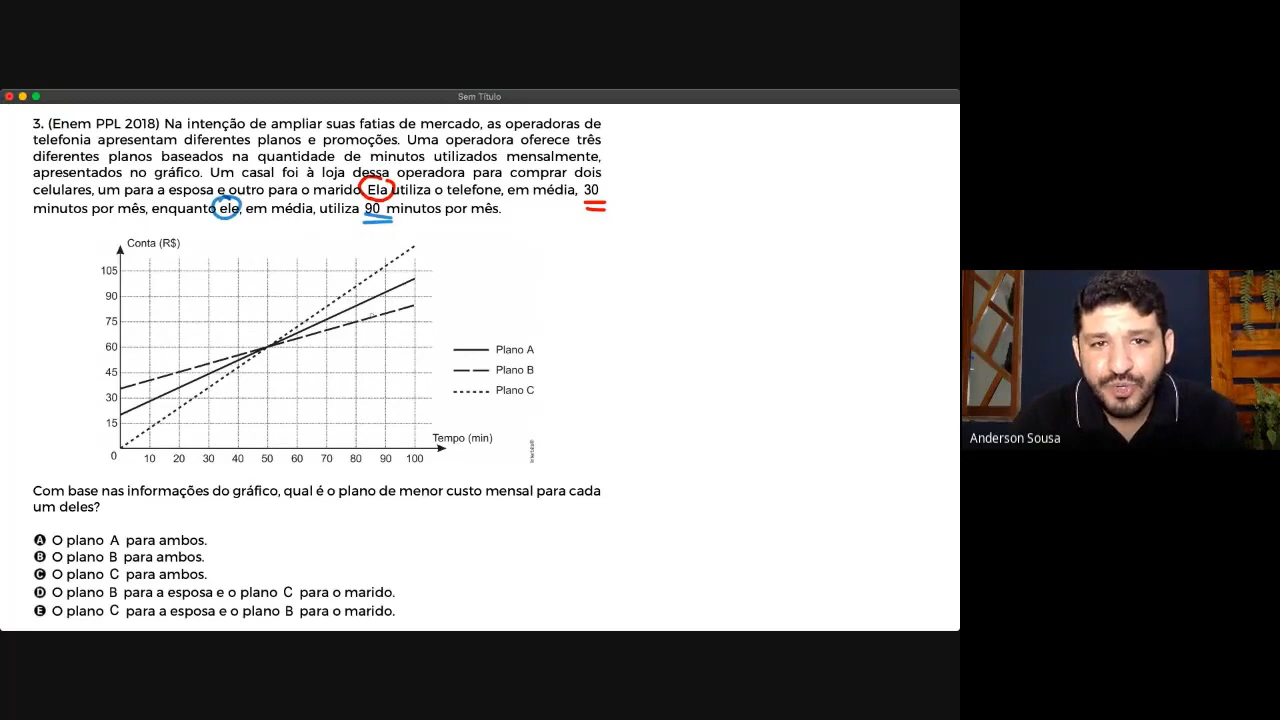 Sem Título
3. (Enem PPL 2018) Na intenção de ampliar suas fatias de mercado, as operadoras de
telefonia apresentam diferentes planos e promoções. Uma operadora oferece três
diferentes planos baseados na quantidade de minutos utilizados mensalmente,
apresentados no gráfico. Um casal foi à loja dessa operadora para comprar dois
celulares, um para a esposa e outro para o marido. Ela utiliza o telefone, em média, 30
minutos por mês, enquanto ele, em média, utiliza 90 minutos por mês.
Conta (R$)
105
90
75
60
45
30
15
0
10 20 30 40 50 60 70 80 90 100
Tempo (min)
Plano A
Plano B
Plano C
Com base nas informações do gráfico, qual é o plano de menor custo mensal para cada
um deles?
A O plano A para ambos.
B O plano B para ambos.
C O plano C para ambos.
D O plano B para a esposa e o plano C para o marido.
E O plano C para a esposa e o plano B para o marido.
Anderson Sousa